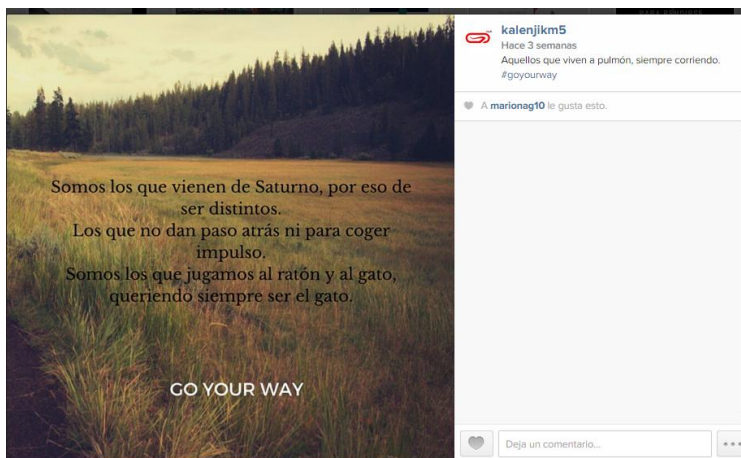 Somos los que vienen de Saturno, por eso de
ser distintos.
Los que no dan paso atrás ni para coger
impulso.
Somos los que jugamos al ratón y al gato,
queriendo siempre ser el gato.
GO YOUR WAY
kalenjikm5
Hace 3 semanas
Aquellos que viven a pulmón, siempre corriendo.
#goyourway
A marionag10 le gusta esto.
Deja un comentario...